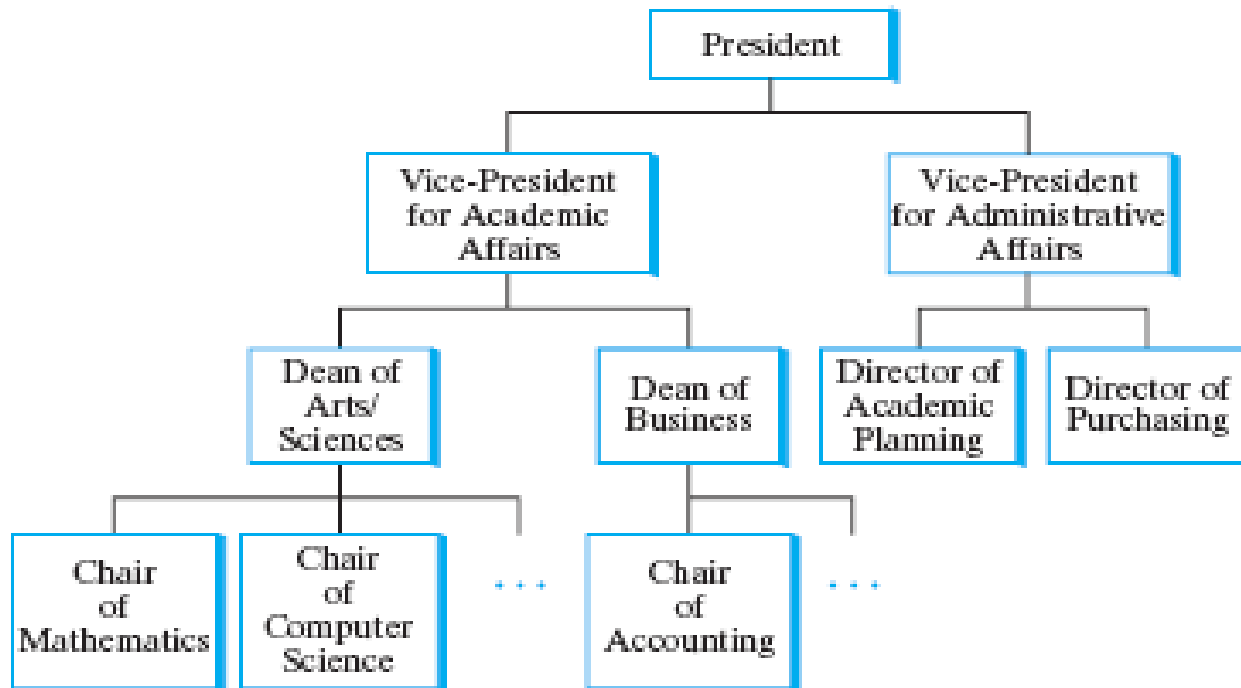 President
Vice-President
for Academic
Affairs
Vice-President
for Administrative
Affairs
Dean of
Arts/
Sciences
Dean of
Business
Director of
Academic
Planning
Director of
Purchasing
Chair
of
Mathematics
Chair
of
Computer
Science
...
Chair
of
Accounting
...